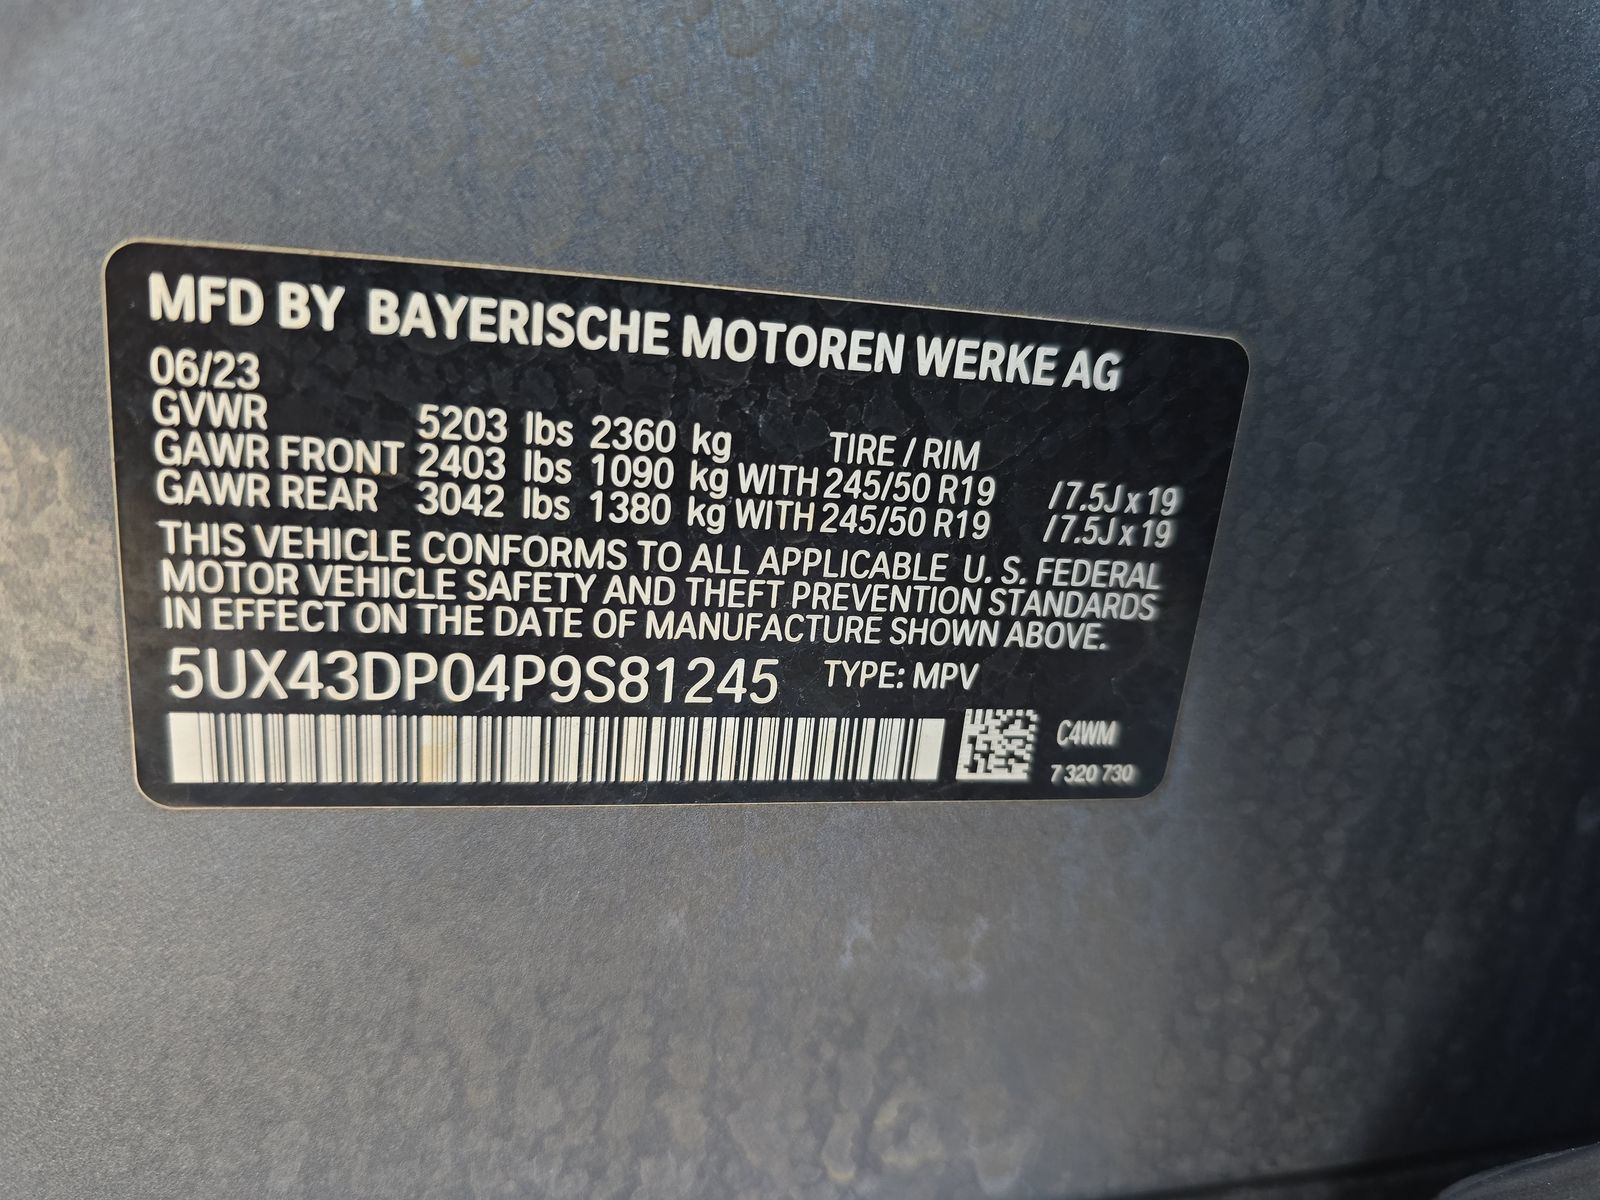 MFD BY BAYERISCHE MOTOREN WERKE AG
06/23
GVWR 5203 lbs 2360 kg TIRE / RIM
GAWR FRONT 2403 lbs 1090 kg WITH 245/50 R19 / 7.5J x 19
GAWR REAR 3042 lbs 1380 kg WITH 245/50 R19 / 7.5J x 19
THIS VEHICLE CONFORMS TO ALL APPLICABLE U. S. FEDERAL
MOTOR VEHICLE SAFETY AND THEFT PREVENTION STANDARDS
IN EFFECT ON THE DATE OF MANUFACTURE SHOWN ABOVE.
5UX43DP04P9S81245 TYPE: MPV
C4WM
7 320 730